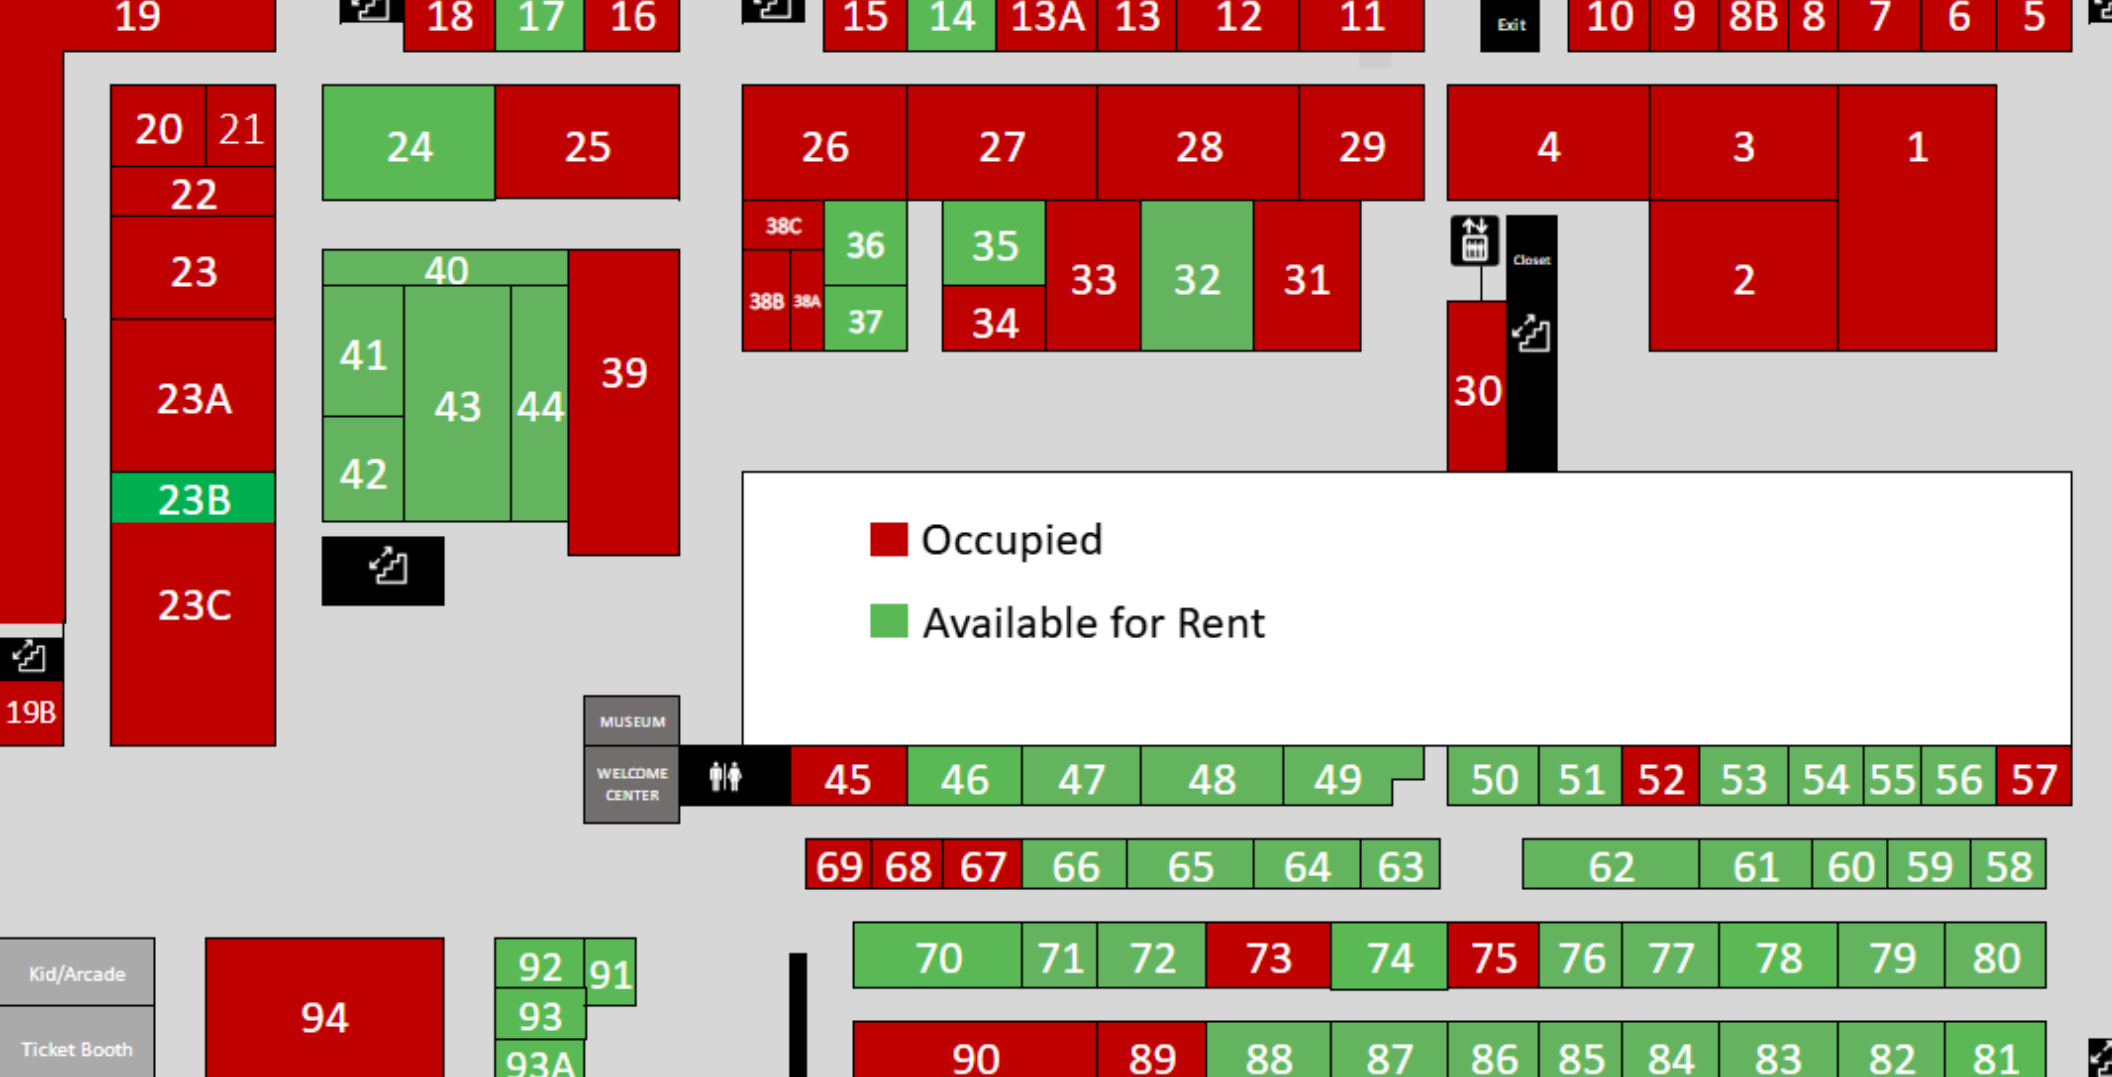 19
18 17 16
15 14 13A 13 12 11
Exit
10 9 8B 8 7 6 5
20 21
22
23
23A
23B
23C
19B
24 25
40
41 43 44 39
42
26 27 28 29
38C 36 35 33 32 31
38B 38A 37 34
4 3 1
2
Closet
30
Occupied
Available for Rent
MUSEUM
WELCOME
CENTER
45 46 47 48 49 50 51 52 53 54 55 56 57
69 68 67 66 65 64 63 62 61 60 59 58
70 71 72 73 74 75 76 77 78 79 80
90 89 88 87 86 85 84 83 82 81
Kid/Arcade
Ticket Booth
94
92 91
93
93A